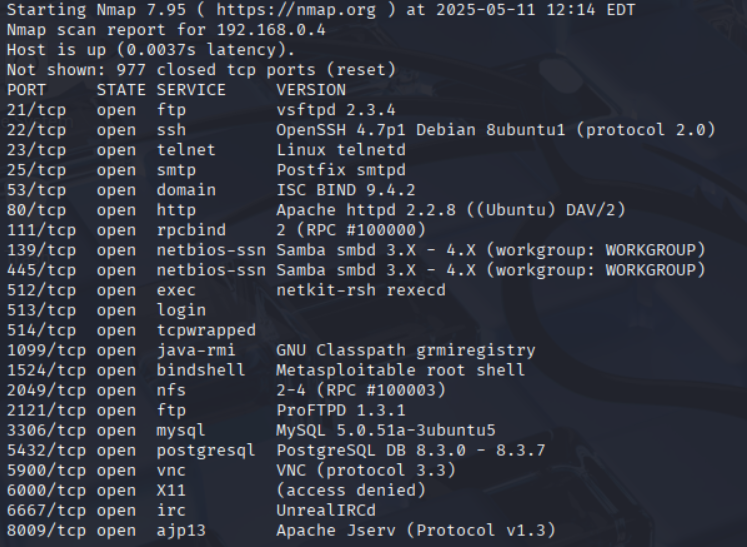 Starting Nmap 7.95 ( https://nmap.org ) at 2025-05-11 12:14 EDT
Nmap scan report for 192.168.0.4
Host is up (0.0037s latency).
Not shown: 977 closed tcp ports (reset)
PORT     STATE SERVICE     VERSION
21/tcp   open  ftp         vsftpd 2.3.4
22/tcp   open  ssh         OpenSSH 4.7p1 Debian 8ubuntu1 (protocol 2.0)
23/tcp   open  telnet      Linux telnetd
25/tcp   open  smtp        Postfix smtpd
53/tcp   open  domain      ISC BIND 9.4.2
80/tcp   open  http        Apache httpd 2.2.8 ((Ubuntu) DAV/2)
111/tcp  open  rpcbind     2 (RPC #100000)
139/tcp  open  netbios-ssn Samba smbd 3.X - 4.X (workgroup: WORKGROUP)
445/tcp  open  netbios-ssn Samba smbd 3.X - 4.X (workgroup: WORKGROUP)
512/tcp  open  exec        netkit-rsh rexecd
513/tcp  open  login
514/tcp  open  tcpwrapped
1099/tcp open  java-rmi    GNU Classpath grmiregistry
1524/tcp open  bindshell   Metasploitable root shell
2049/tcp open  nfs         2-4 (RPC #100003)
2121/tcp open  ftp         ProFTPD 1.3.1
3306/tcp open  mysql       MySQL 5.0.51a-3ubuntu5
5432/tcp open  postgresql  PostgreSQL DB 8.3.0 - 8.3.7
5900/tcp open  vnc         VNC (protocol 3.3)
6000/tcp open  X11         (access denied)
6667/tcp open  irc         UnrealIRCd
8009/tcp open  ajp13       Apache Jserv (Protocol v1.3)